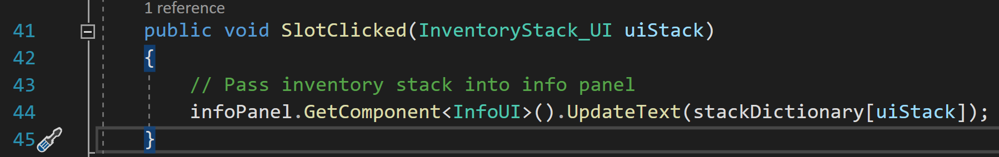 1 reference
41 public void SlotClicked(InventoryStack_UI uiStack)
42 {
43 // Pass inventory stack into info panel
44 infoPanel.GetComponent<InfoUI>().UpdateText(stackDictionary[uiStack]);
45 }